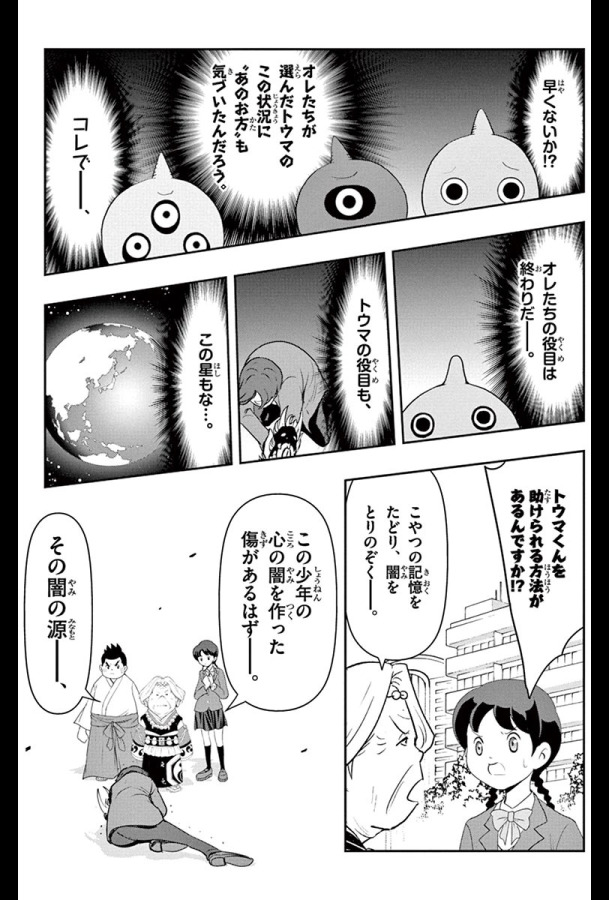 早くないか!?
オレたちが
選んだトウマの
この状況に
〝あのお方〟も
気づいたんだろう。
コレで――、
オレたちの役目は
終わりだ――。
トウマの役目も、
この星もな…。
トウマくんを
助けられる方法が
あるんですか!?
こやつの記憶を
たどり、闇を
とりのぞく――。
この少年の
心の闇を作った
傷があるはず――。
その闇の源――、